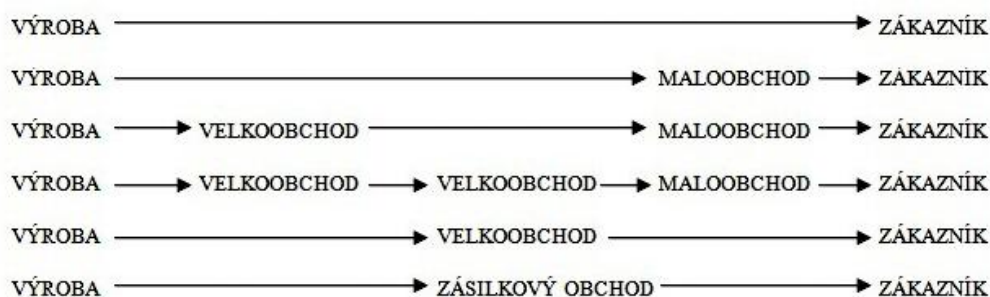 VÝROBA ZÁKAZNÍK
VÝROBA MALOOBCHOD ZÁKAZNÍK
VÝROBA VELKOOBCHOD MALOOBCHOD ZÁKAZNÍK
VÝROBA VELKOOBCHOD VELKOOBCHOD MALOOBCHOD ZÁKAZNÍK
VÝROBA VELKOOBCHOD ZÁKAZNÍK
VÝROBA ZÁSILKOVÝ OBCHOD ZÁKAZNÍK